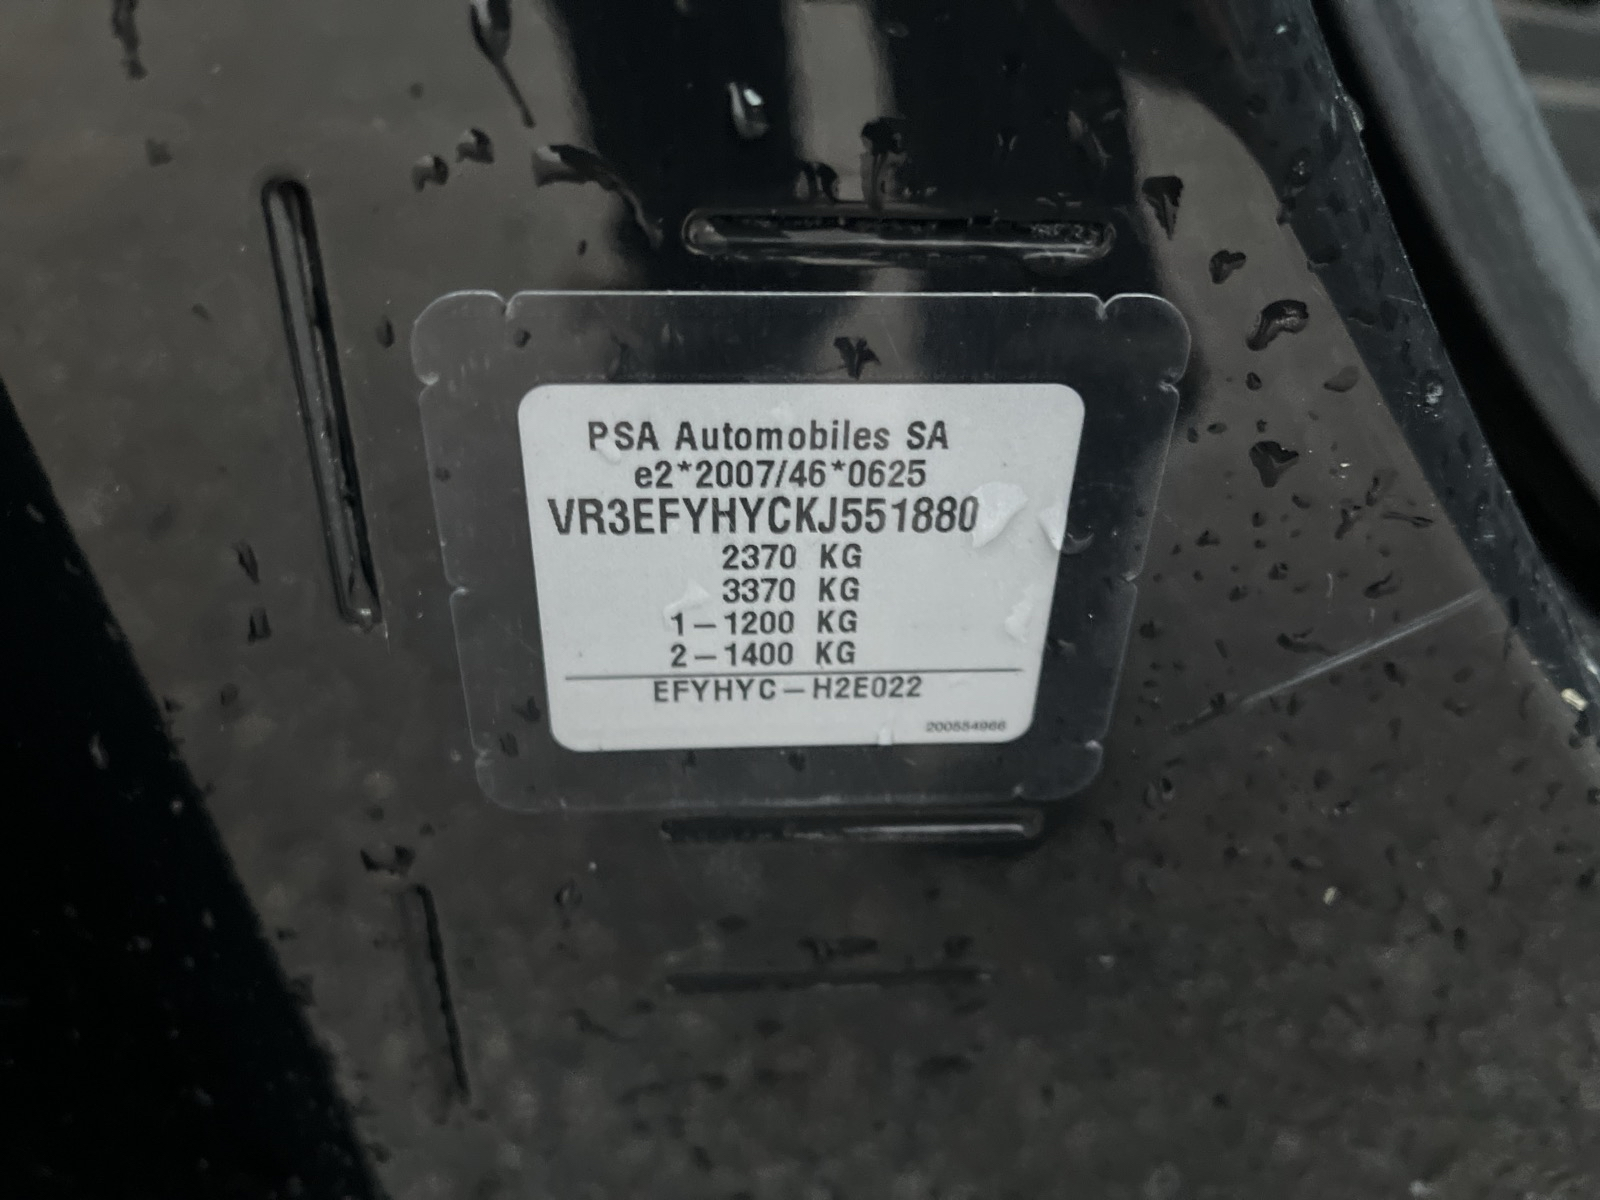 PSA Automobiles SA
e2*2007/46*0625
VR3EFYHYCKJ551880
2370 KG
3370 KG
1-1200 KG
2-1400 KG
EFYHYC-H2E022
200554966